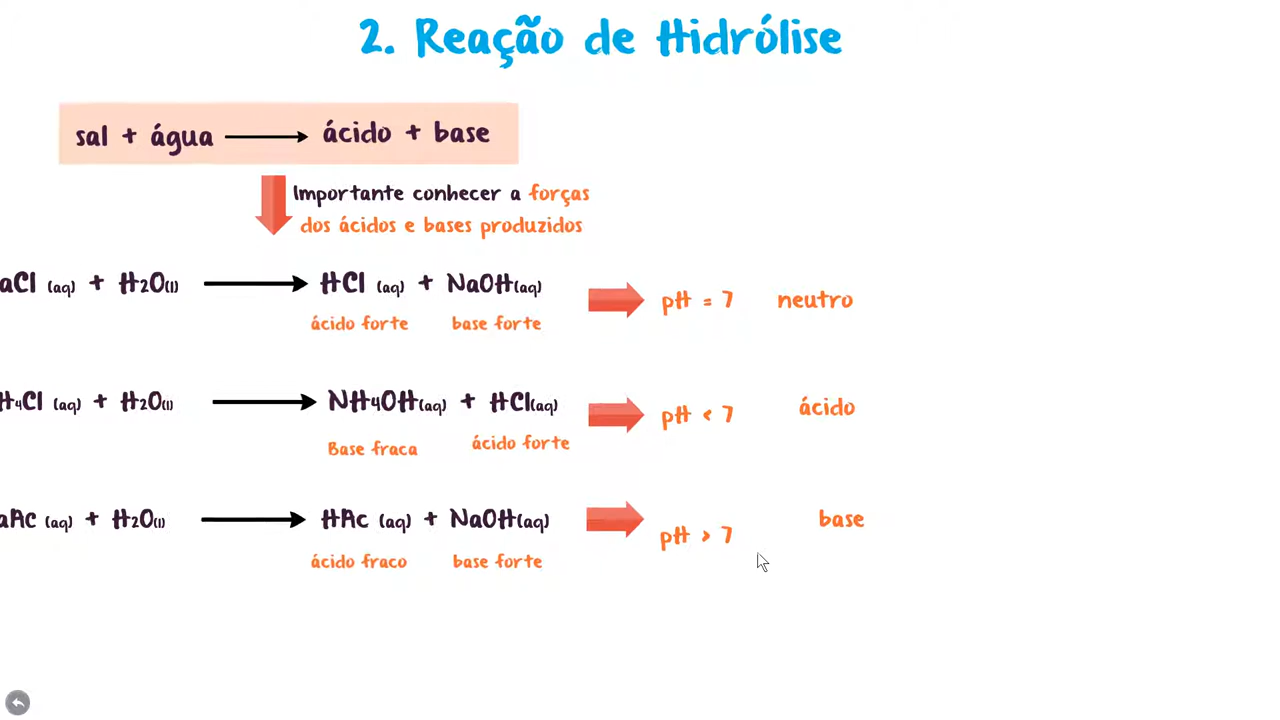 2. Reação de Hidrólise
sal + água → ácido + base
Importante conhecer a forças
dos ácidos e bases produzidos
aCl (aq) + H2O(l) → HCl (aq) + NaOH(aq) pH = 7 neutro
ácido forte base forte
H4Cl (aq) + H2O(l) → NH4OH(aq) + HCl(aq) pH < 7 ácido
Base fraca ácido forte
aAc (aq) + H2O(l) → HAc (aq) + NaOH(aq) pH > 7 base
ácido fraco base forte